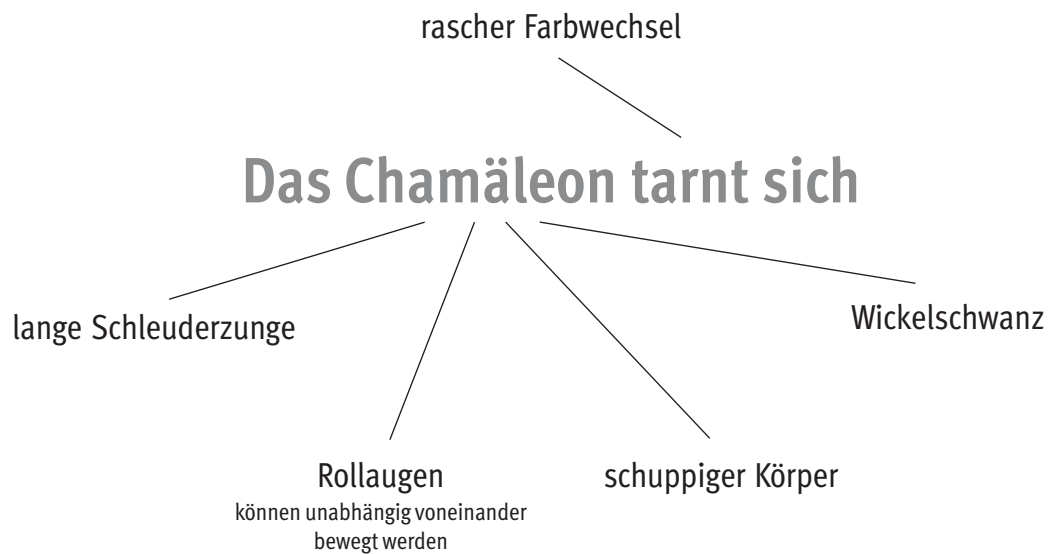 rascher Farbwechsel
Das Chamäleon tarnt sich
lange Schleuderzunge
Wickelschwanz
Rollaugen
können unabhängig voneinander
bewegt werden
schuppiger Körper